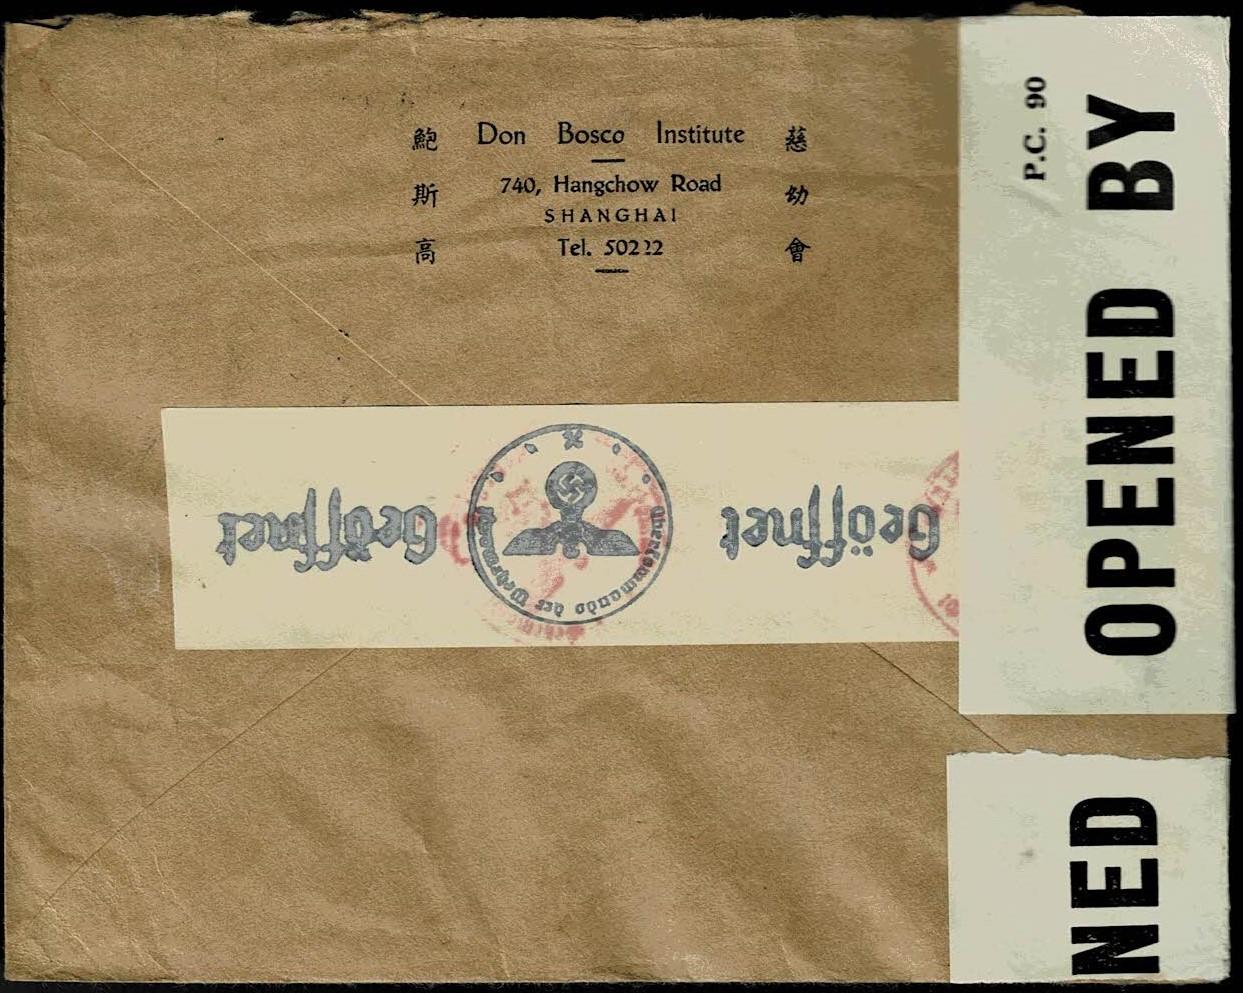 鮑斯高
Don Bosco Institute
740, Hangchow Road
SHANGHAI
Tel. 50222
慈幼會
P.C. 90
OPENED BY
Geöffnet
Oberkommando der Wehrmacht
Geöffnet
NED